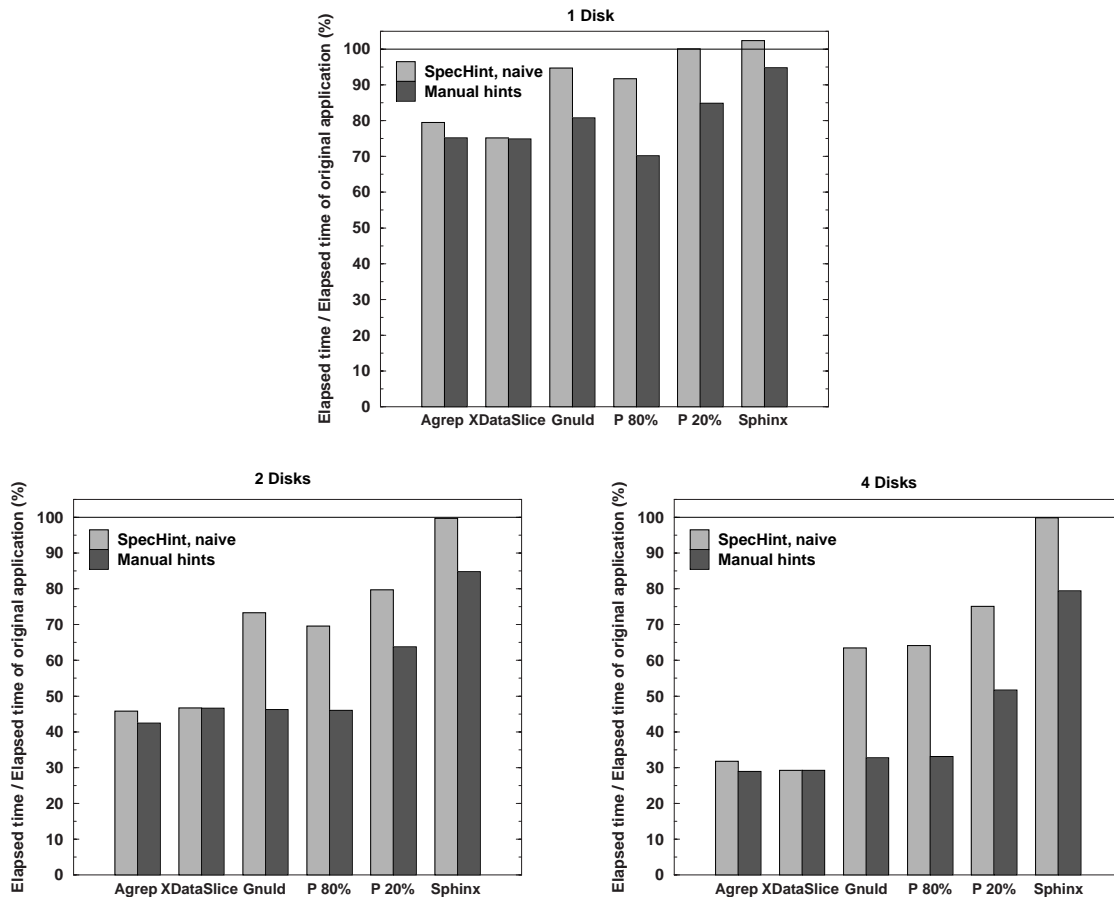 1 Disk
Elapsed time / Elapsed time of original application (%)
100
90
80
70
60
50
40
30
20
10
0
SpecHint, naive
Manual hints
Agrep XDataSlice Gnuld P 80% P 20% Sphinx
2 Disks
Elapsed time / Elapsed time of original application (%)
100
90
80
70
60
50
40
30
20
10
0
SpecHint, naive
Manual hints
Agrep XDataSlice Gnuld P 80% P 20% Sphinx
4 Disks
Elapsed time / Elapsed time of original application (%)
100
90
80
70
60
50
40
30
20
10
0
SpecHint, naive
Manual hints
Agrep XDataSlice Gnuld P 80% P 20% Sphinx